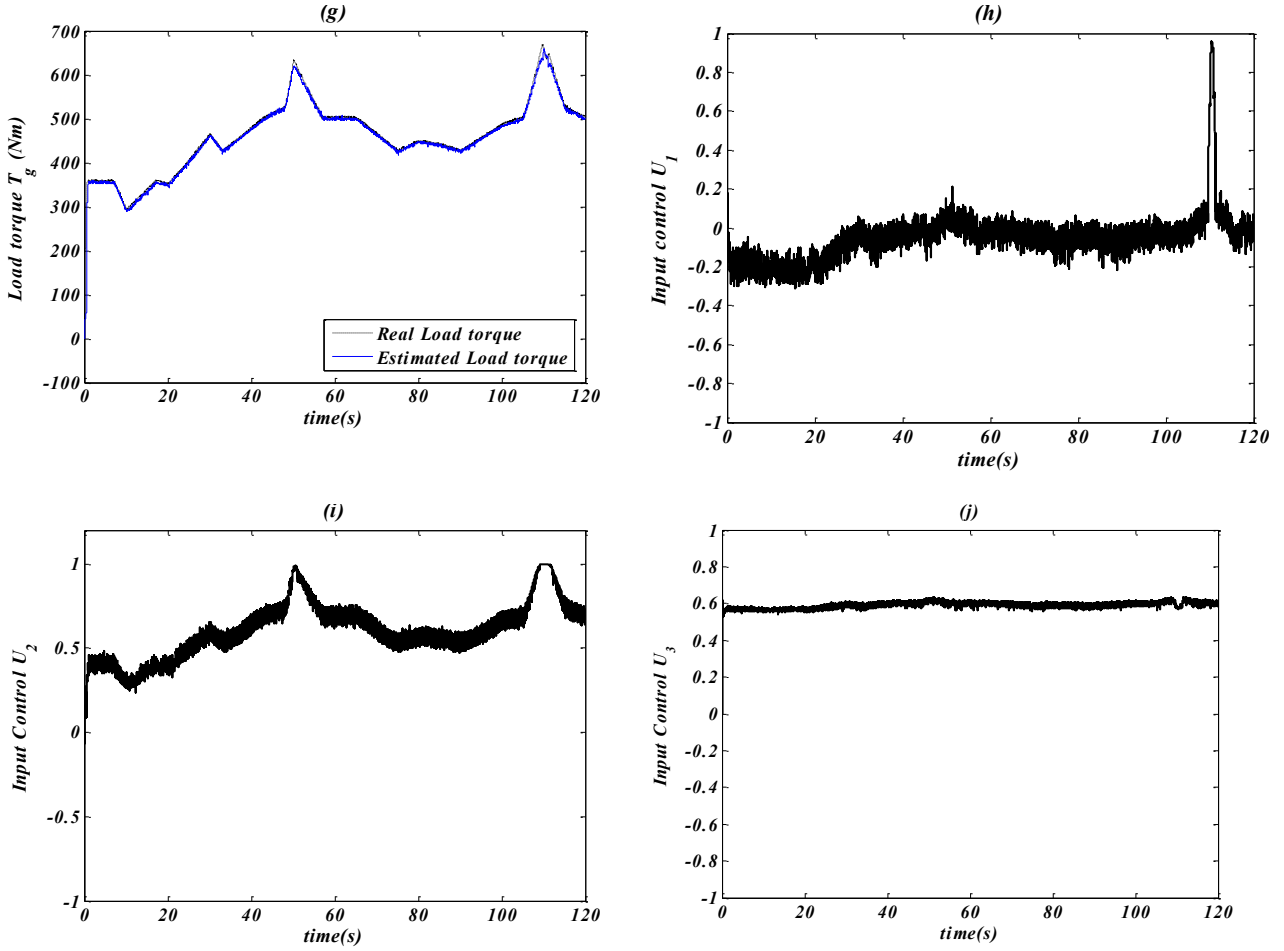 (g)
700
600
500
400
300
200
100
0
-100
Load torque T_g (Nm)
Real Load torque
Estimated Load torque
0 20 40 60 80 100 120
time(s)
(h)
1
0.8
0.6
0.4
0.2
0
-0.2
-0.4
-0.6
-0.8
-1
Input control U_1
0 20 40 60 80 100 120
time(s)
(i)
1
0.5
0
-0.5
-1
Input Control U_2
0 20 40 60 80 100 120
time(s)
(j)
1
0.8
0.6
0.4
0.2
0
-0.2
-0.4
-0.6
-0.8
-1
Input Control U_3
0 20 40 60 80 100 120
time(s)